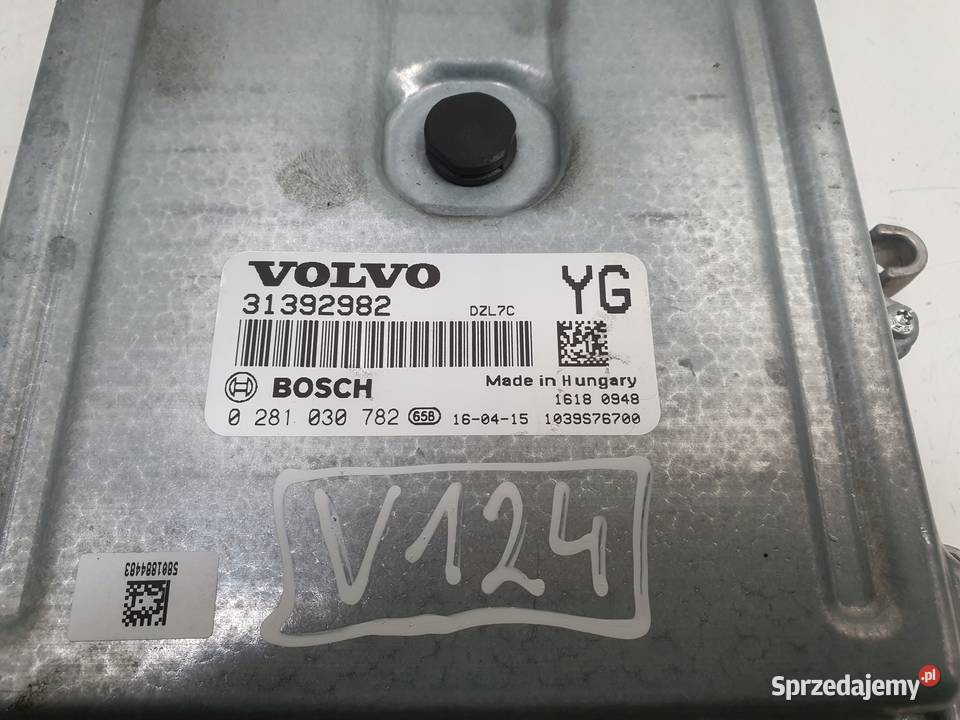 VOLVO
31392982 DZL7C YG
BOSCH Made in Hungary
1618 0948
0 281 030 782 65B 16-04-15 1039S76700
V124
5801884483
Sprzedajemy.pl